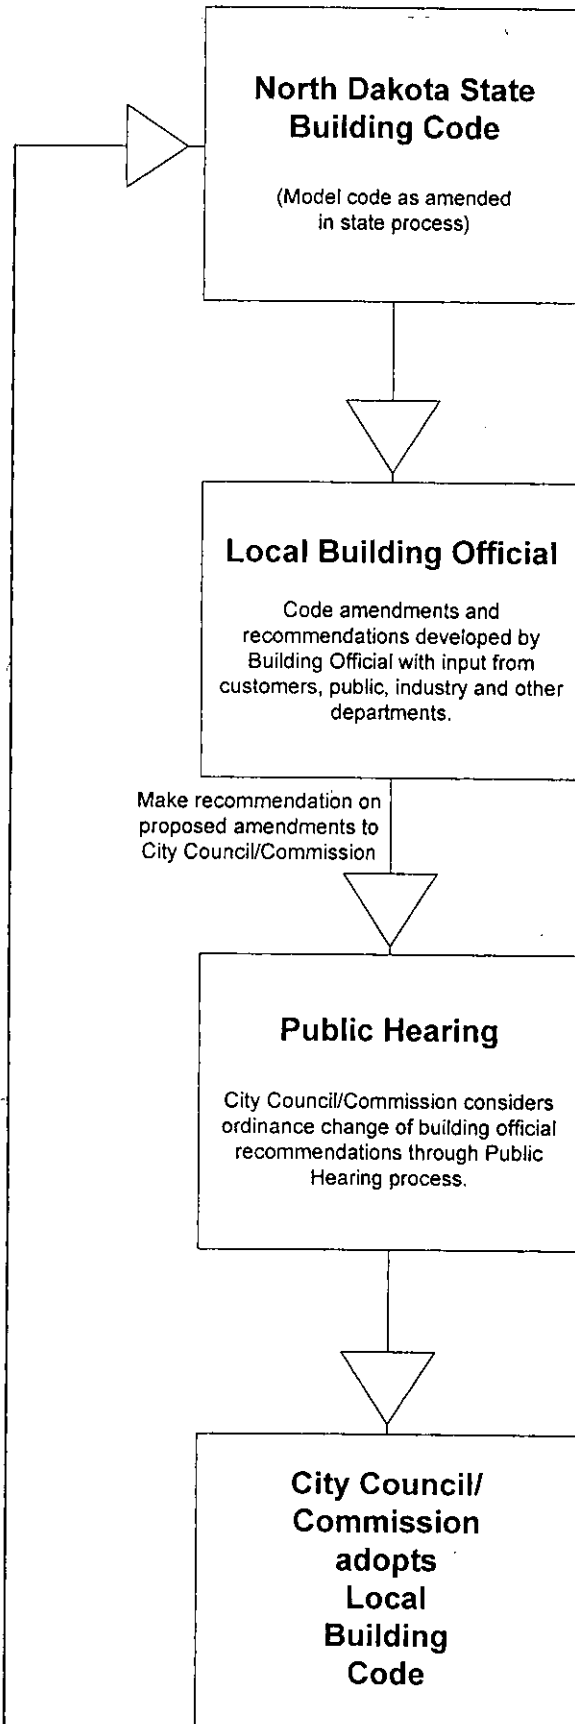 North Dakota State
Building Code
(Model code as amended
in state process)
Local Building Official
Code amendments and
recommendations developed by
Building Official with input from
customers, public, industry and other
departments.
Make recommendation on
proposed amendments to
City Council/Commission
Public Hearing
City Council/Commission considers
ordinance change of building official
recommendations through Public
Hearing process.
City Council/
Commission
adopts
Local
Building
Code